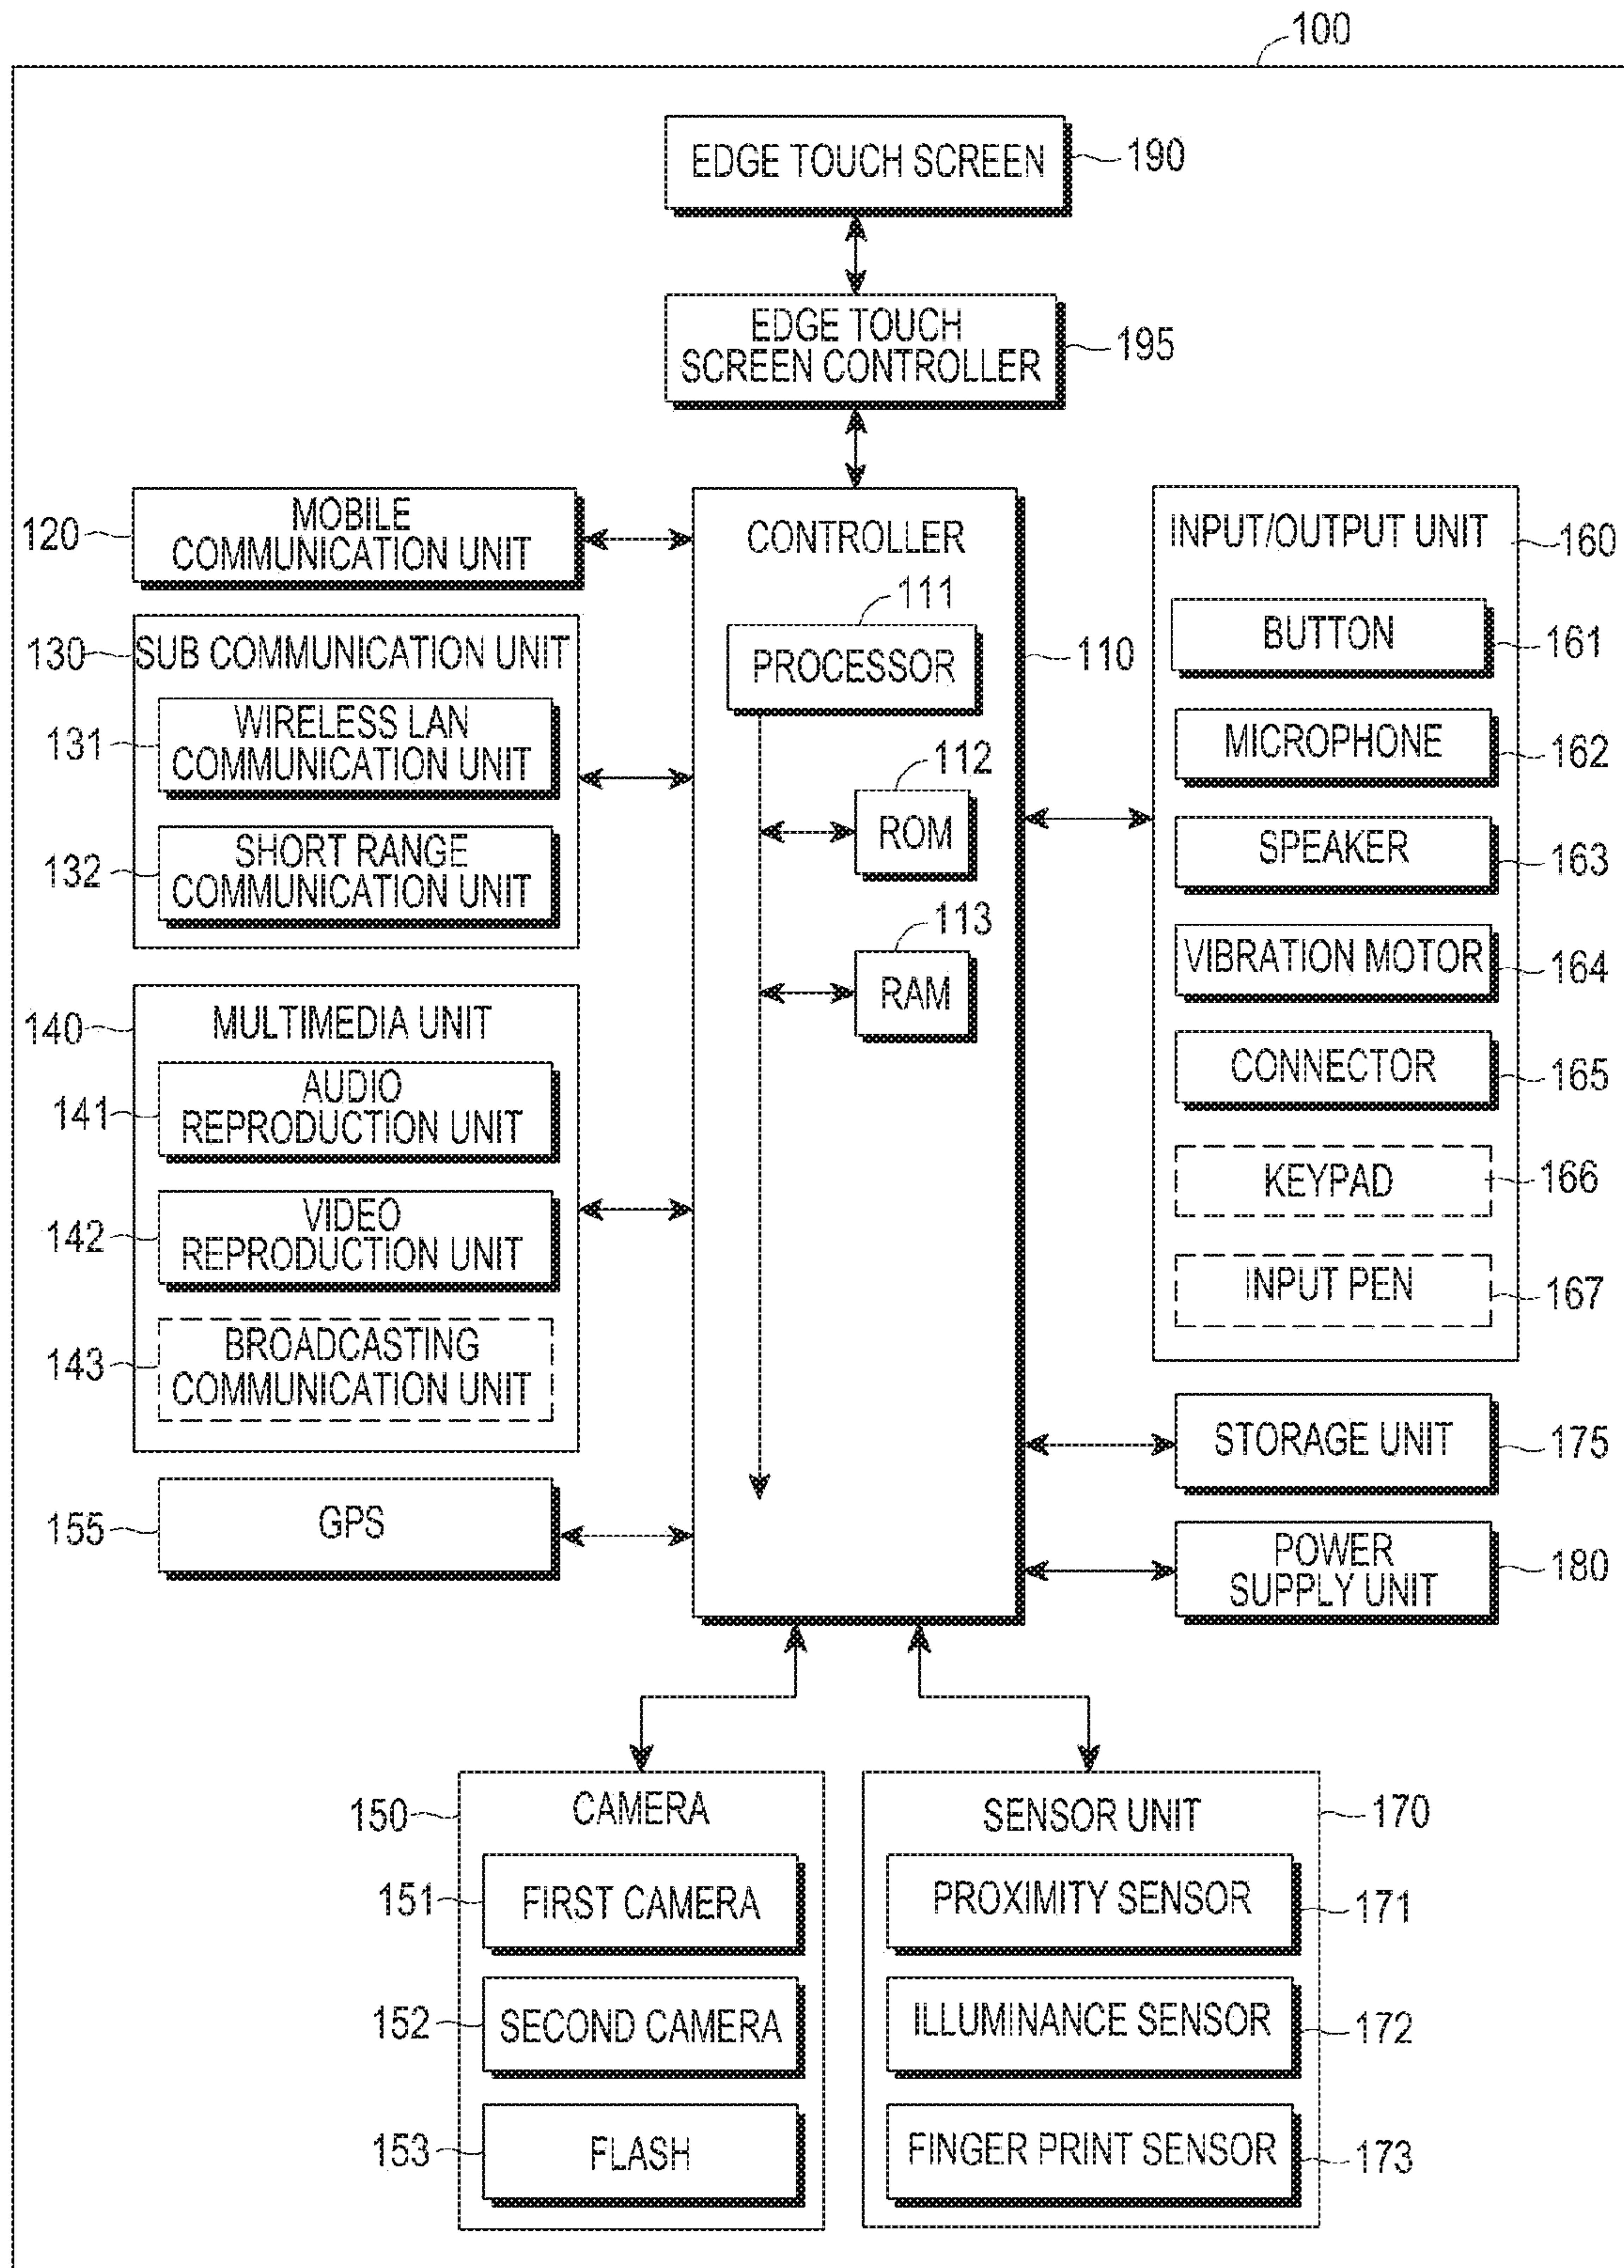 100
EDGE TOUCH SCREEN
190
EDGE TOUCH
SCREEN CONTROLLER
195
120
MOBILE
COMMUNICATION UNIT
130
SUB COMMUNICATION UNIT
131
WIRELESS LAN
COMMUNICATION UNIT
132
SHORT RANGE
COMMUNICATION UNIT
140
MULTIMEDIA UNIT
141
AUDIO
REPRODUCTION UNIT
142
VIDEO
REPRODUCTION UNIT
143
BROADCASTING
COMMUNICATION UNIT
155
GPS
CONTROLLER
110
111
PROCESSOR
112
ROM
113
RAM
INPUT/OUTPUT UNIT
160
BUTTON
161
MICROPHONE
162
SPEAKER
163
VIBRATION MOTOR
164
CONNECTOR
165
KEYPAD
166
INPUT PEN
167
STORAGE UNIT
175
POWER
SUPPLY UNIT
180
150
CAMERA
151
FIRST CAMERA
152
SECOND CAMERA
153
FLASH
SENSOR UNIT
170
PROXIMITY SENSOR
171
ILLUMINANCE SENSOR
172
FINGER PRINT SENSOR
173